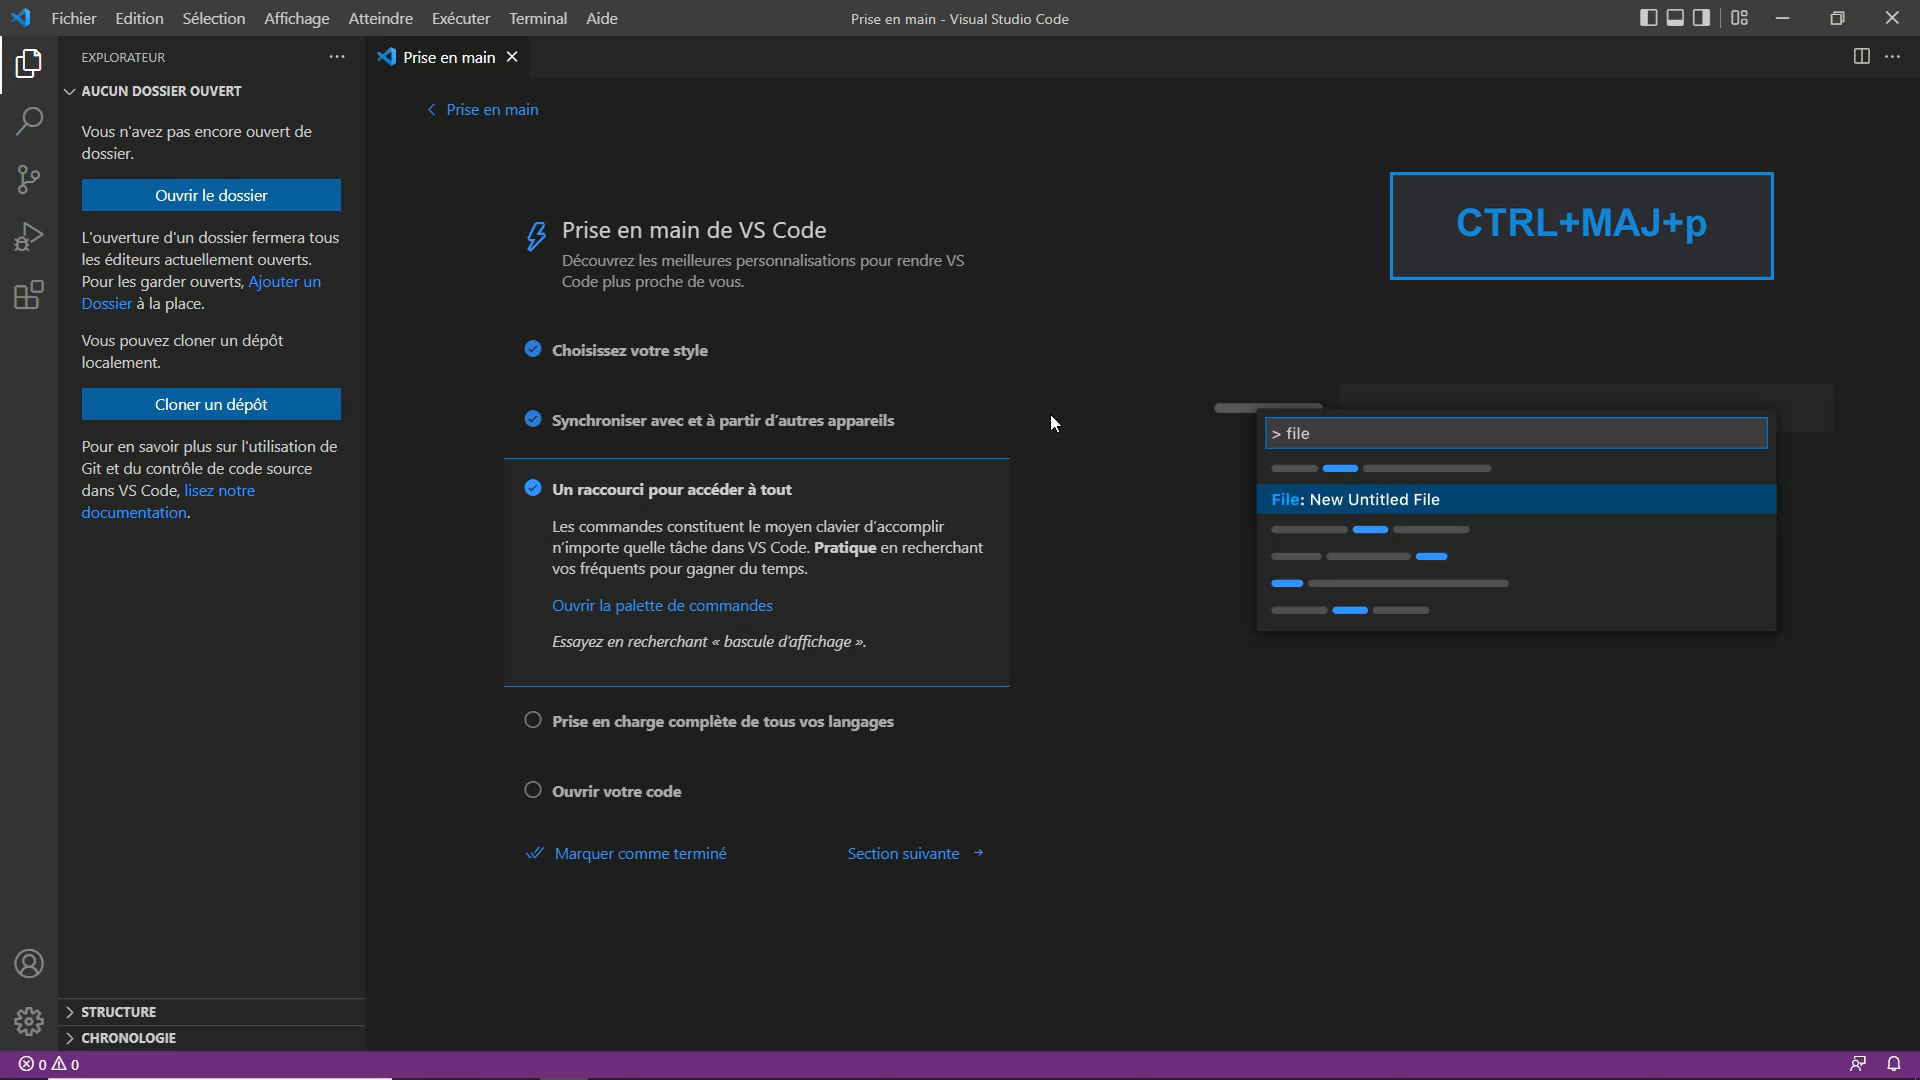 Fichier Edition Sélection Affichage Atteindre Exécuter Terminal Aide
Prise en main - Visual Studio Code
EXPLORATEUR
AUCUN DOSSIER OUVERT
Vous n'avez pas encore ouvert de
dossier.
Ouvrir le dossier
L'ouverture d'un dossier fermera tous
les éditeurs actuellement ouverts.
Pour les garder ouverts, Ajouter un
Dossier à la place.
Vous pouvez cloner un dépôt
localement.
Cloner un dépôt
Pour en savoir plus sur l'utilisation de
Git et du contrôle de code source
dans VS Code, lisez notre
documentation.
STRUCTURE
CHRONOLOGIE
Prise en main
Prise en main
Prise en main de VS Code
Découvrez les meilleures personnalisations pour rendre VS
Code plus proche de vous.
Choisissez votre style
Synchroniser avec et à partir d'autres appareils
Un raccourci pour accéder à tout
Les commandes constituent le moyen clavier d'accomplir
n'importe quelle tâche dans VS Code. Pratique en recherchant
vos fréquents pour gagner du temps.
Ouvrir la palette de commandes
Essayez en recherchant « bascule d'affichage ».
Prise en charge complète de tous vos langages
Ouvrir votre code
Marquer comme terminé
Section suivante
CTRL+MAJ+p
> file
File: New Untitled File
0 0